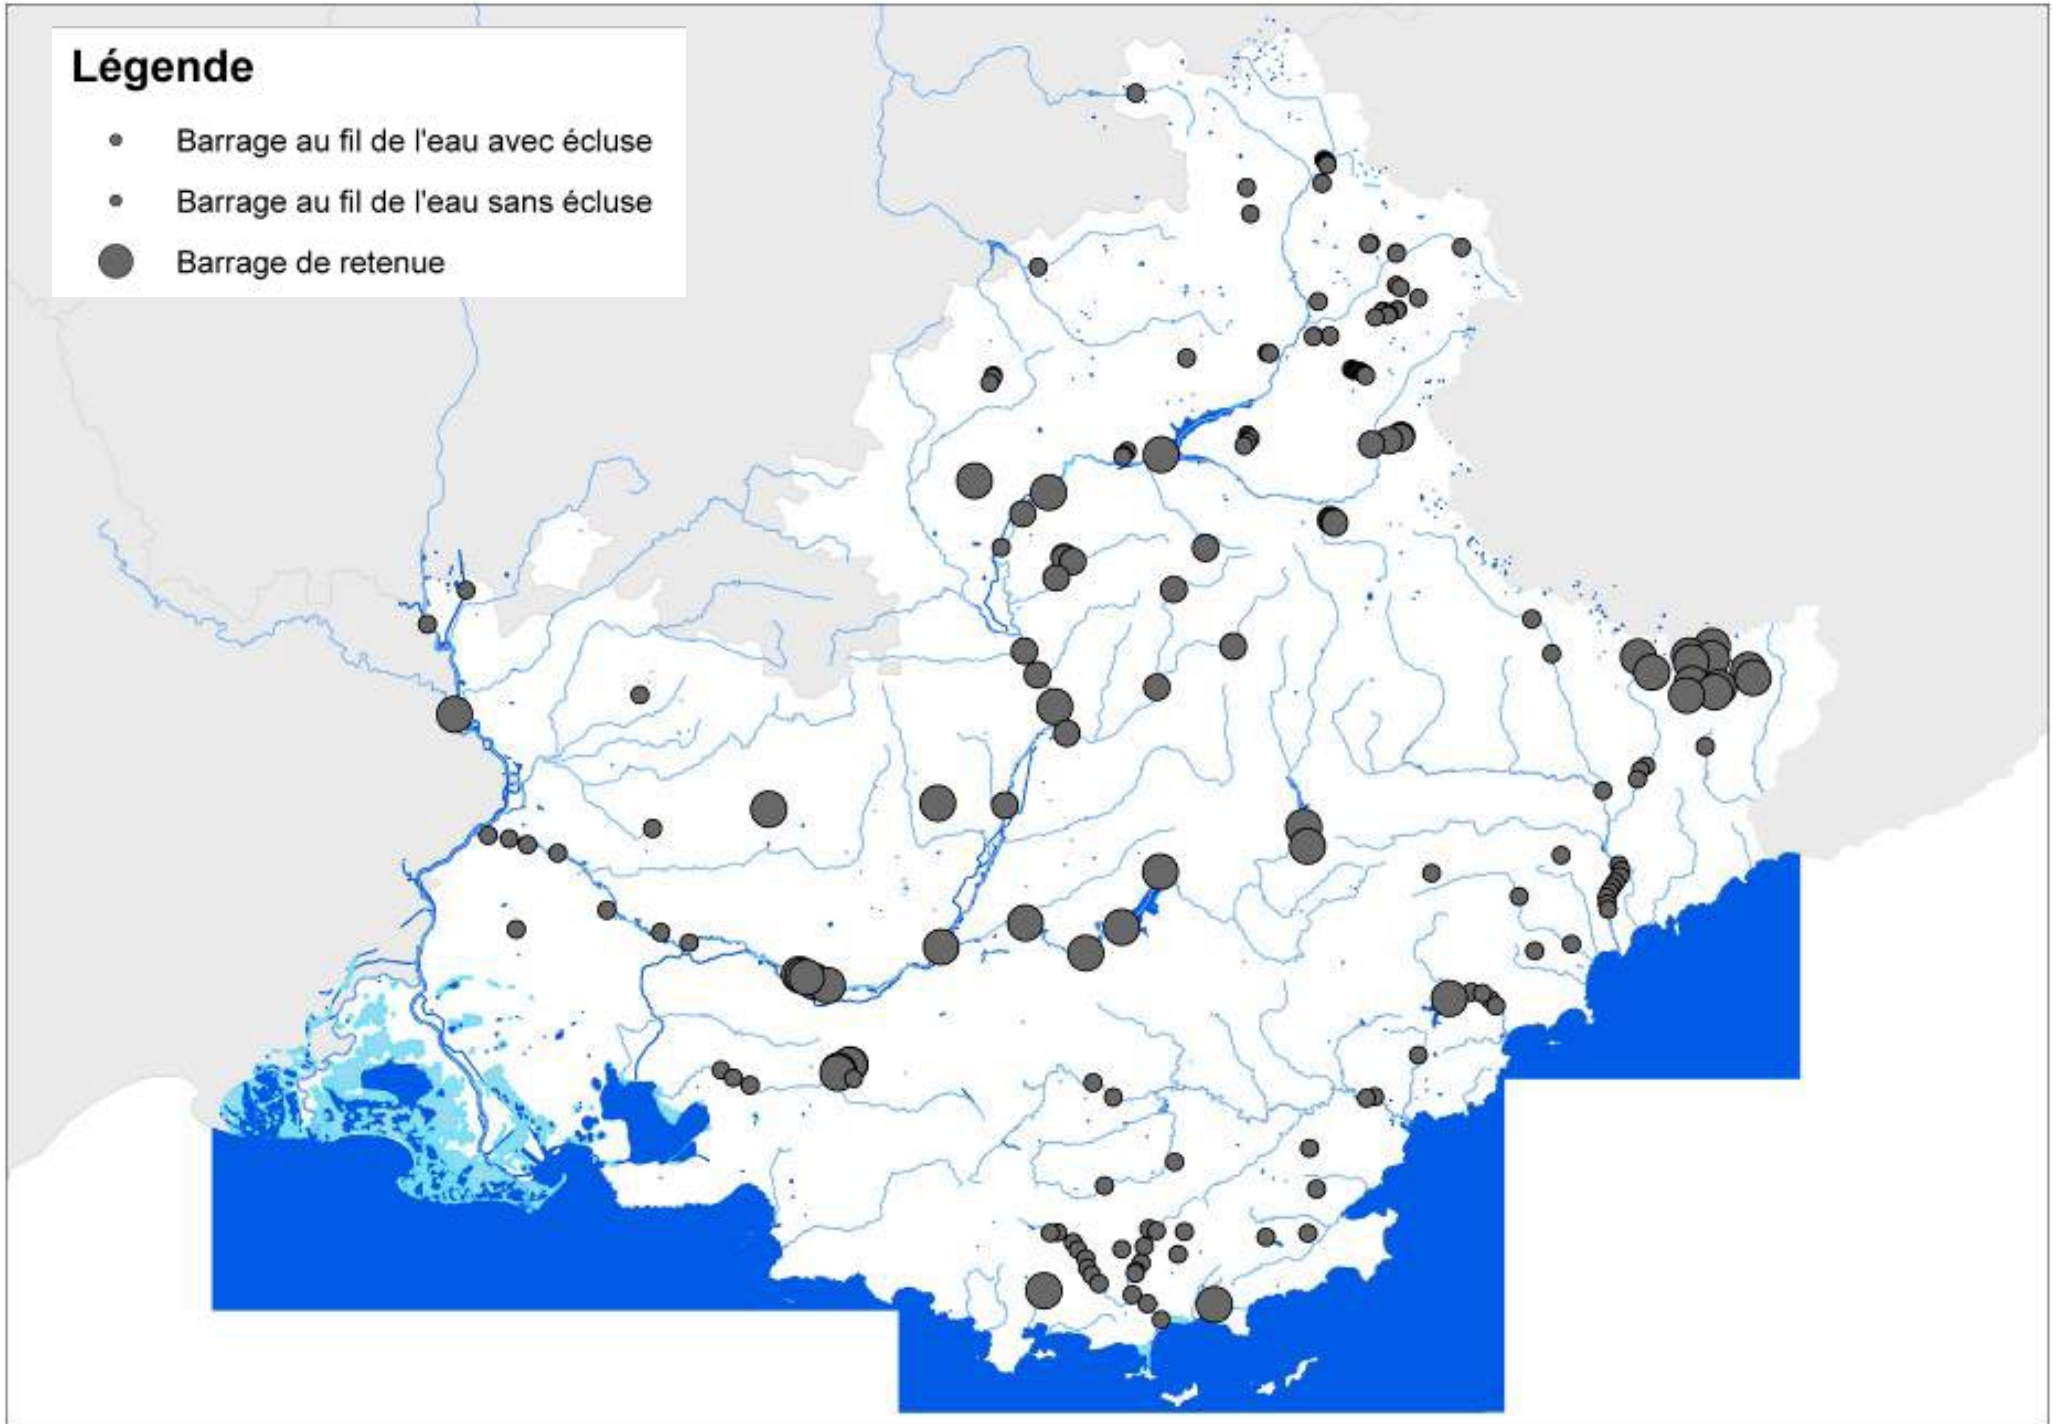 Légende
Barrage au fil de l'eau avec écluse
Barrage au fil de l'eau sans écluse
Barrage de retenue